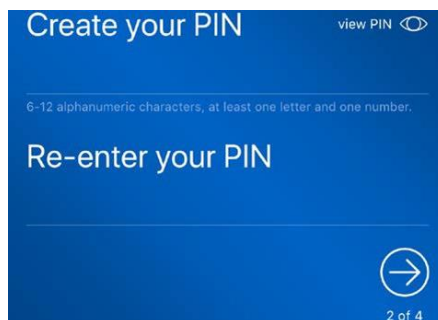 Create your PIN
view PIN
6-12 alphanumeric characters, at least one letter and one number.
Re-enter your PIN
2 of 4